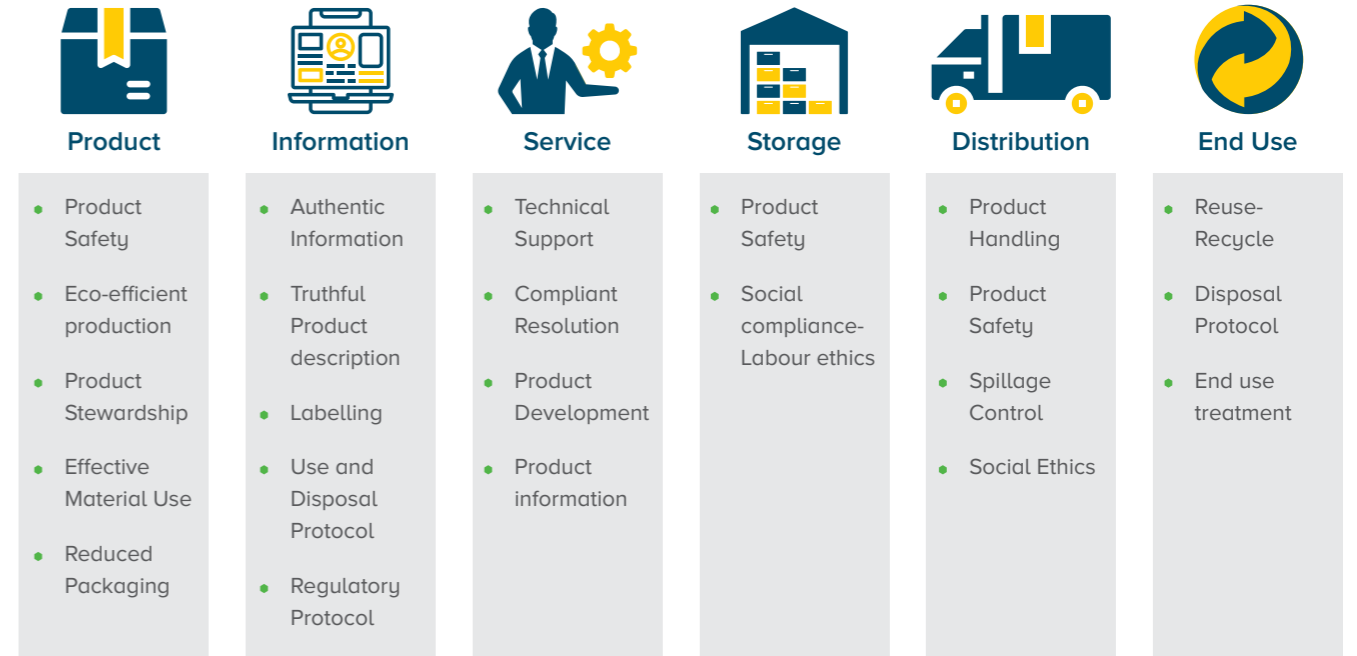 Product
Product
Safety
Eco-efficient
production
Product
Stewardship
Effective
Material Use
Reduced
Packaging
Information
Authentic
Information
Truthful
Product
description
Labelling
Use and
Disposal
Protocol
Regulatory
Protocol
Service
Technical
Support
Compliant
Resolution
Product
Development
Product
information
Storage
Product
Safety
Social
compliance-
Labour ethics
Distribution
Product
Handling
Product
Safety
Spillage
Control
Social Ethics
End Use
Reuse-
Recycle
Disposal
Protocol
End use
treatment